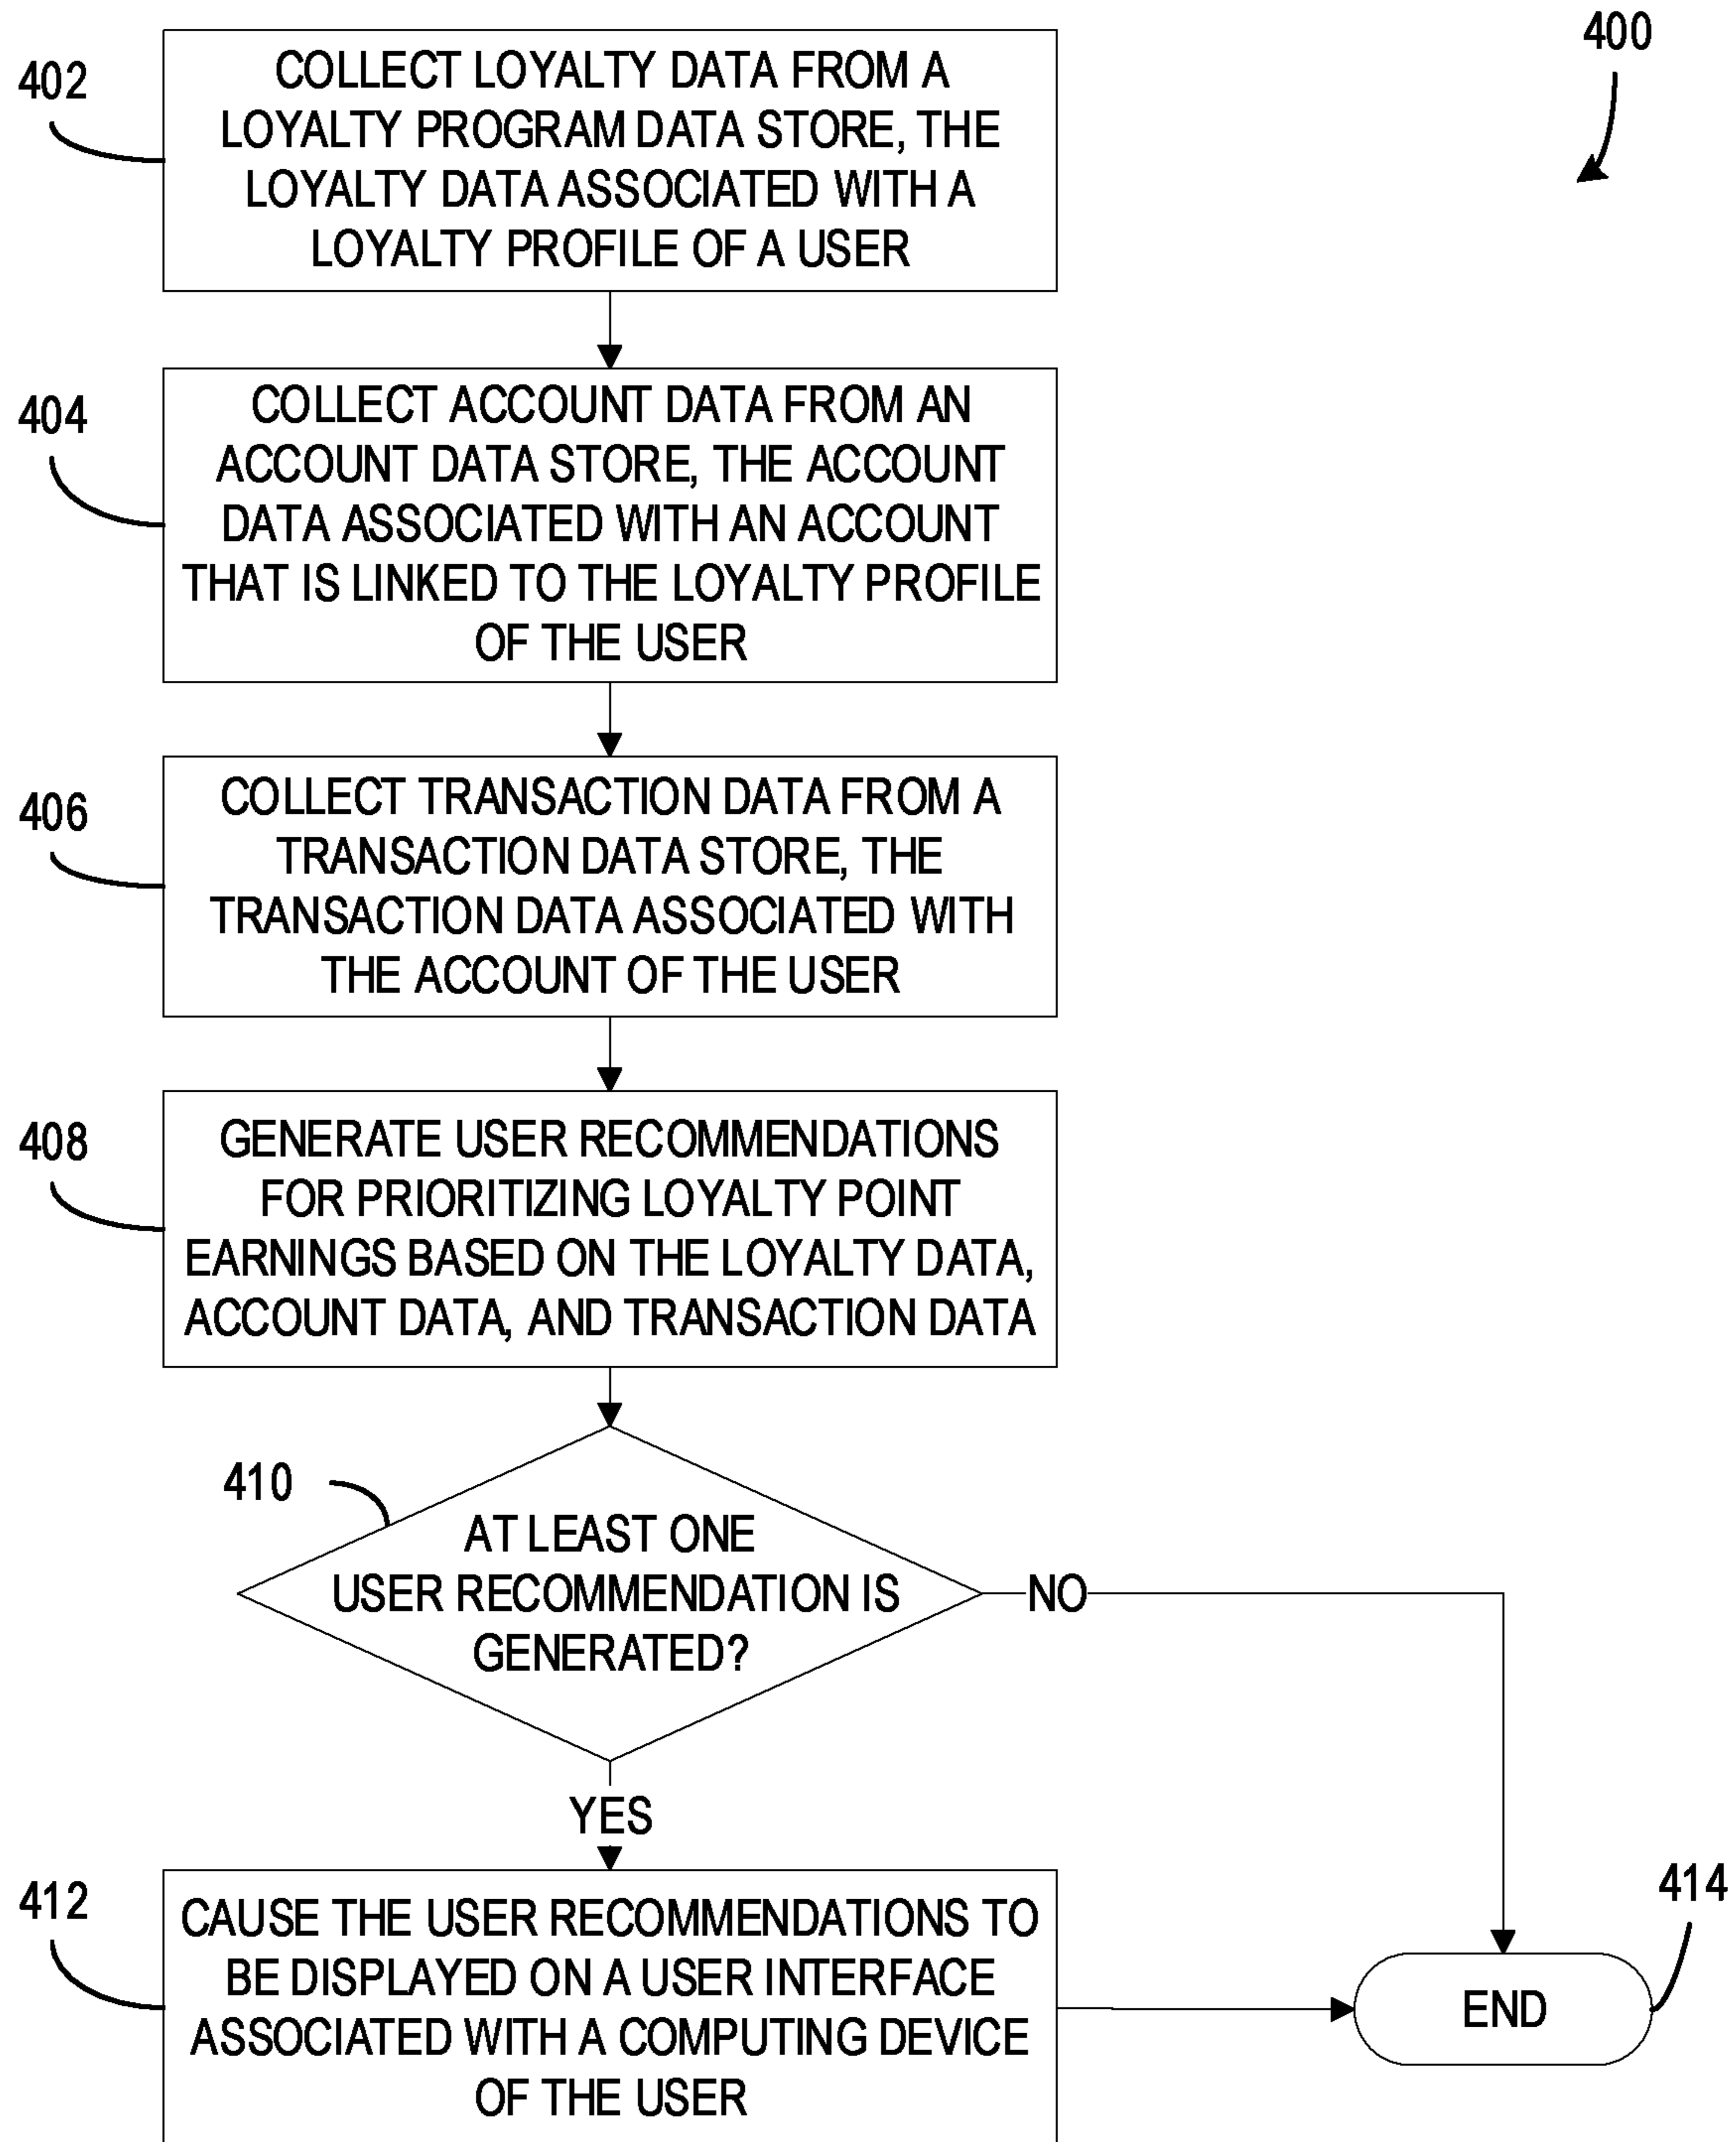 400
402
COLLECT LOYALTY DATA FROM A
LOYALTY PROGRAM DATA STORE, THE
LOYALTY DATA ASSOCIATED WITH A
LOYALTY PROFILE OF A USER
404
COLLECT ACCOUNT DATA FROM AN
ACCOUNT DATA STORE, THE ACCOUNT
DATA ASSOCIATED WITH AN ACCOUNT
THAT IS LINKED TO THE LOYALTY PROFILE
OF THE USER
406
COLLECT TRANSACTION DATA FROM A
TRANSACTION DATA STORE, THE
TRANSACTION DATA ASSOCIATED WITH
THE ACCOUNT OF THE USER
408
GENERATE USER RECOMMENDATIONS
FOR PRIORITIZING LOYALTY POINT
EARNINGS BASED ON THE LOYALTY DATA,
ACCOUNT DATA, AND TRANSACTION DATA
410
AT LEAST ONE
USER RECOMMENDATION IS
GENERATED?
NO
YES
412
CAUSE THE USER RECOMMENDATIONS TO
BE DISPLAYED ON A USER INTERFACE
ASSOCIATED WITH A COMPUTING DEVICE
OF THE USER
414
END